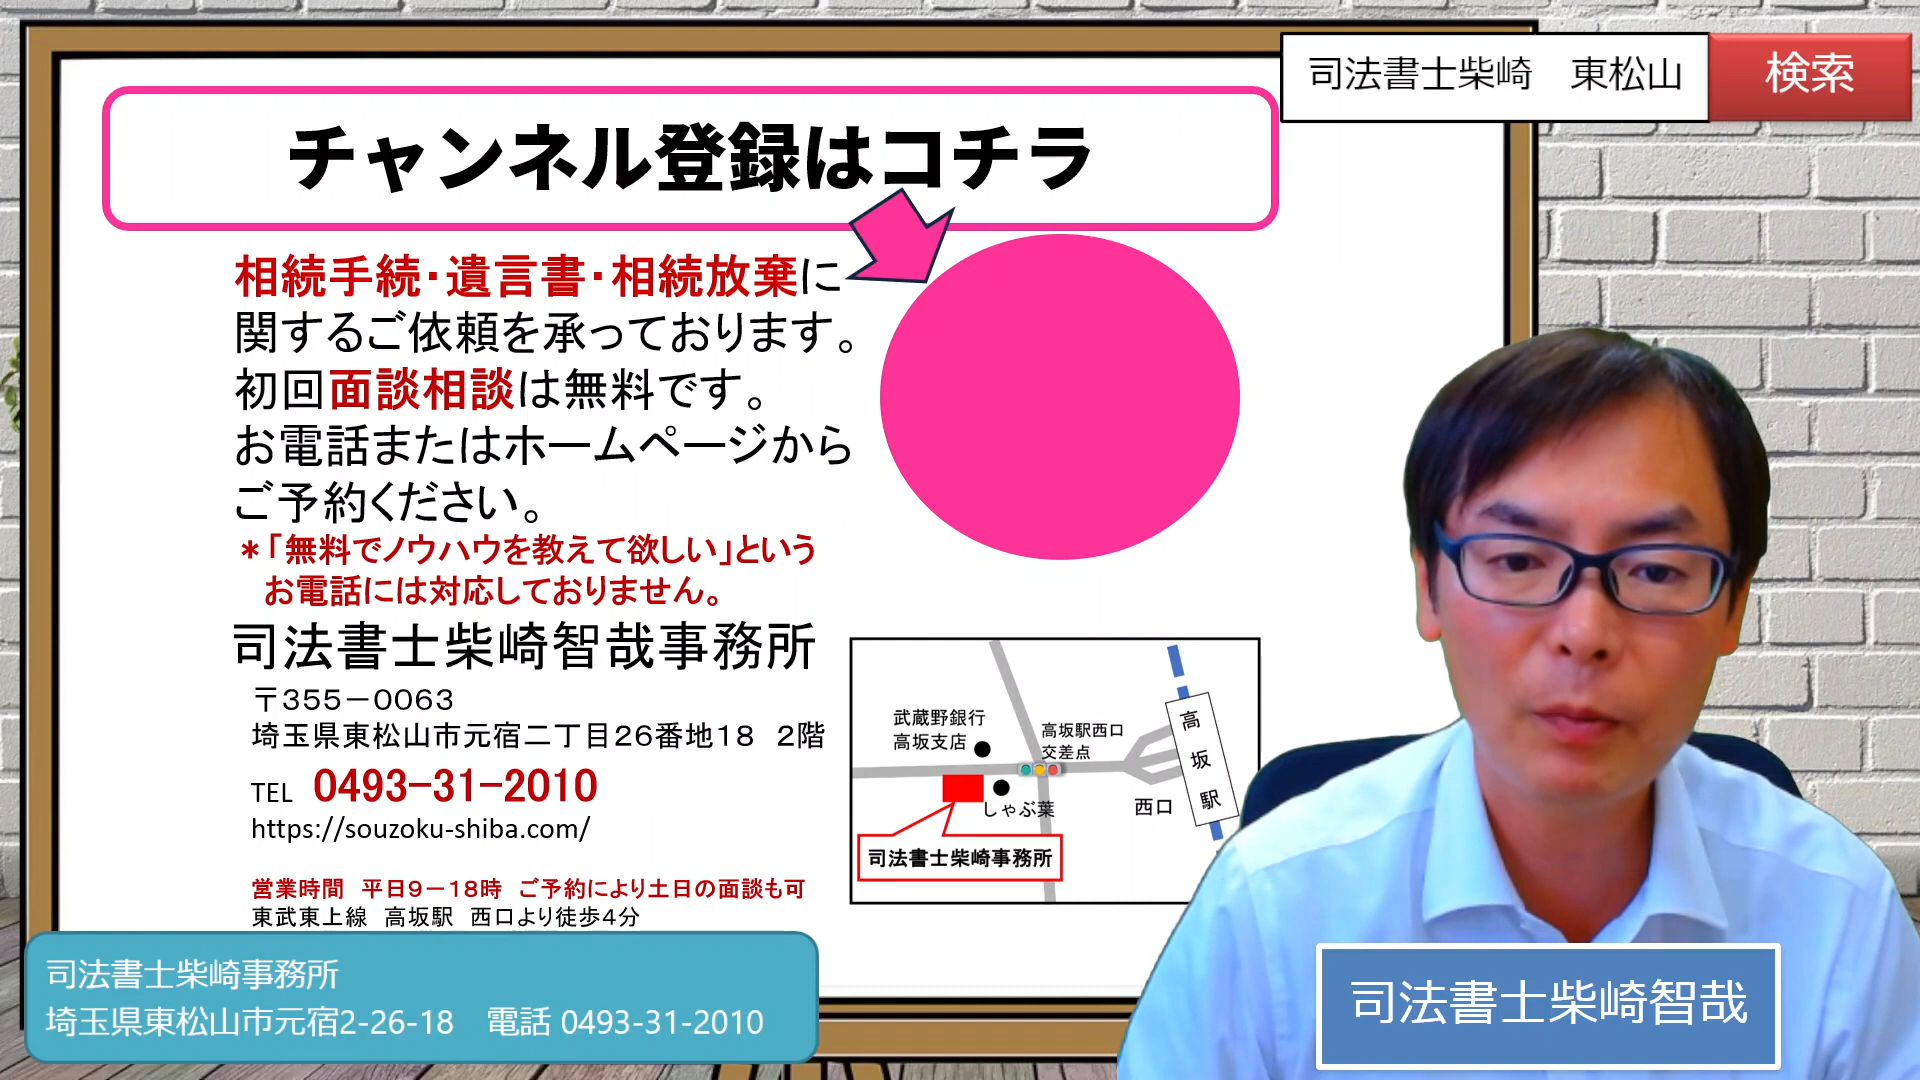 司法書士柴崎　東松山
検索
チャンネル登録はコチラ
相続手続・遺言書・相続放棄に
関するご依頼を承っております。
初回面談相談は無料です。
お電話またはホームページから
ご予約ください。
＊「無料でノウハウを教えて欲しい」という
お電話には対応しておりません。
司法書士柴崎智哉事務所
〒355－0063
埼玉県東松山市元宿二丁目26番地18　2階
TEL　0493-31-2010
https://souzoku-shiba.com/
営業時間　平日9－18時　ご予約により土日の面談も可
東武東上線　高坂駅　西口より徒歩4分
武蔵野銀行
高坂支店
高坂駅西口
交差点
しゃぶ葉
西口
高坂駅
司法書士柴崎事務所
司法書士柴崎事務所
埼玉県東松山市元宿2-26-18　電話 0493-31-2010
司法書士柴崎智哉